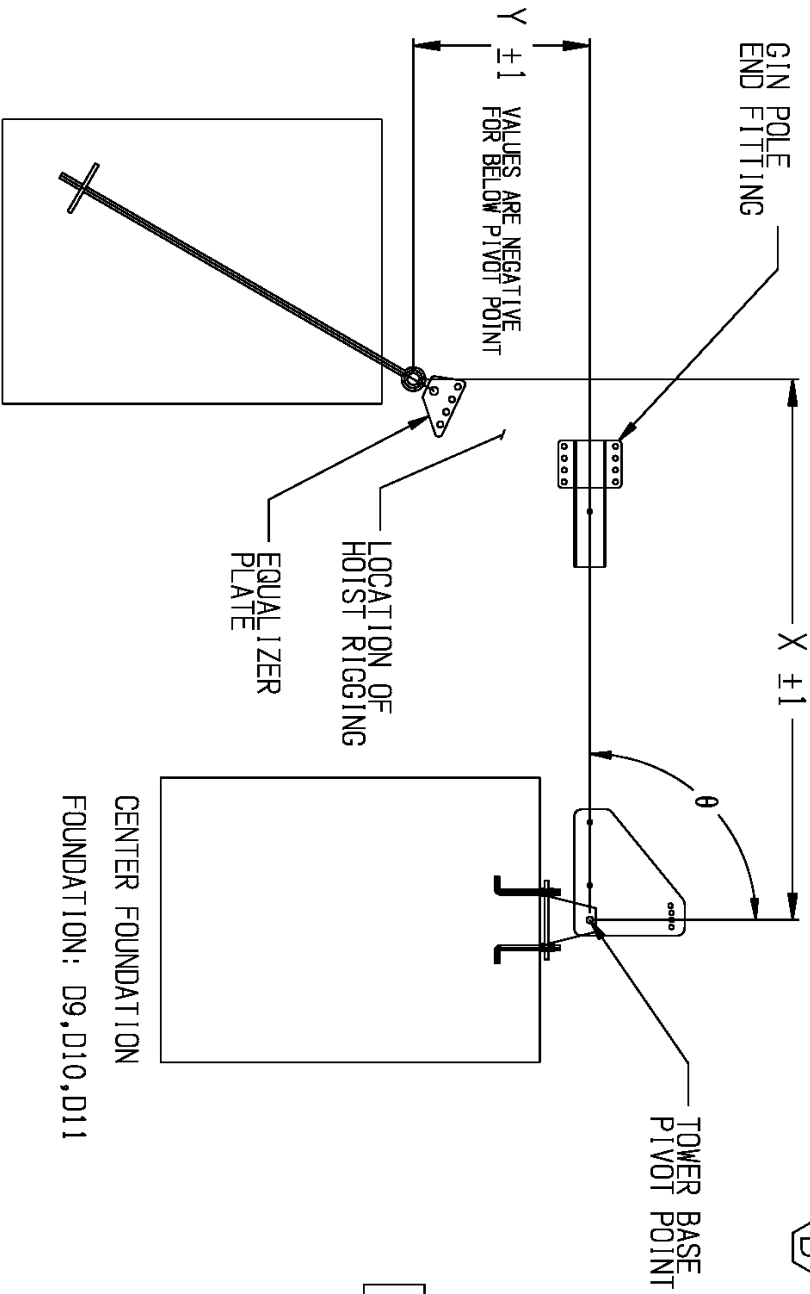 GIN POLE
END FITTING
X ±1
Y ±1
VALUES ARE NEGATIVE
FOR BELOW PIVOT POINT
θ
TOWER BASE
PIVOT POINT
LOCATION OF
HOIST RIGGING
EQUALIZER
PLATE
CENTER FOUNDATION
FOUNDATION: D9,D10,D11